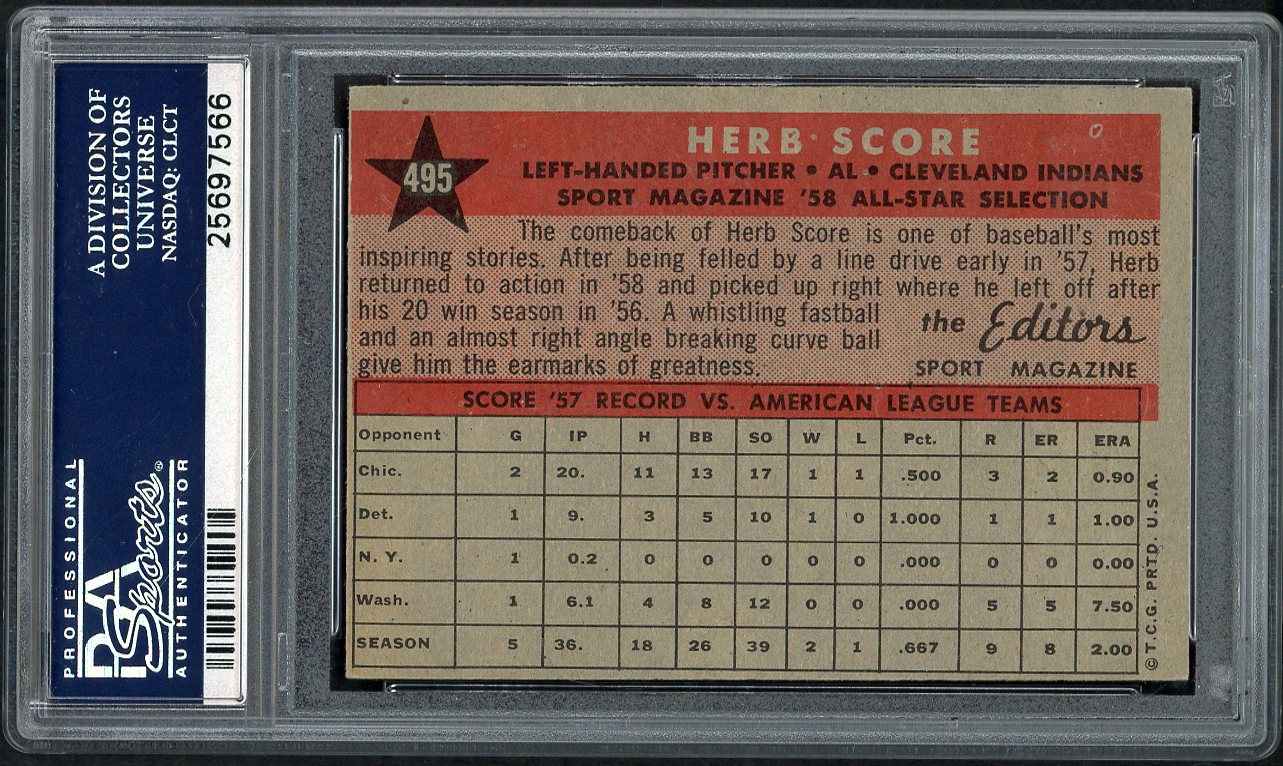 A DIVISION OF
COLLECTORS
UNIVERSE
NASDAQ: CLCT
25697566
PROFESSIONAL
PSA Sports®
AUTHENTICATOR
PSA
495
HERB SCORE
LEFT-HANDED PITCHER • AL • CLEVELAND INDIANS
SPORT MAGAZINE '58 ALL-STAR SELECTION
The comeback of Herb Score is one of baseball's most
inspiring stories. After being felled by a line drive early in '57, Herb
returned to action in '58 and picked up right where he left off after
his 20 win season in '56. A whistling fastball
and an almost right angle breaking curve ball
give him the earmarks of greatness.
the Editors
SPORT MAGAZINE
SCORE '57 RECORD VS. AMERICAN LEAGUE TEAMS
Opponent G IP H BB SO W L Pct. R ER ERA
Chic. 2 20. 11 13 17 1 1 .500 3 2 0.90
Det. 1 9. 3 5 10 1 0 1.000 1 1 1.00
N. Y. 1 0.2 0 0 0 0 0 .000 0 0 0.00
Wash. 1 6.1 4 8 12 0 0 .000 5 5 7.50
SEASON 5 36. 18 26 39 2 1 .667 9 8 2.00
© T.C.G. PRTD. U.S.A.